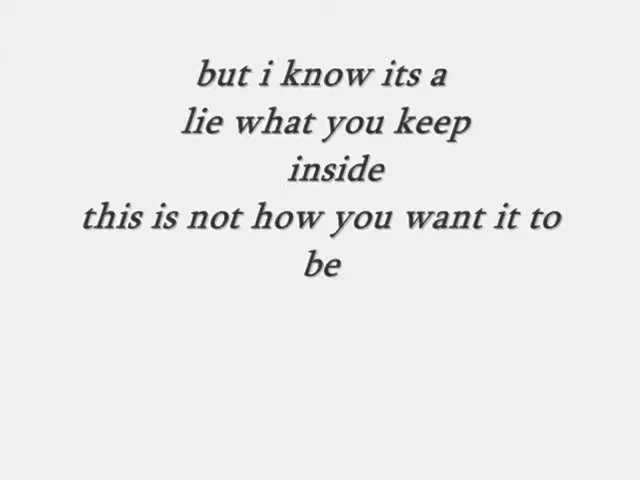 but i know its a
lie what you keep
inside
this is not how you want it to
be